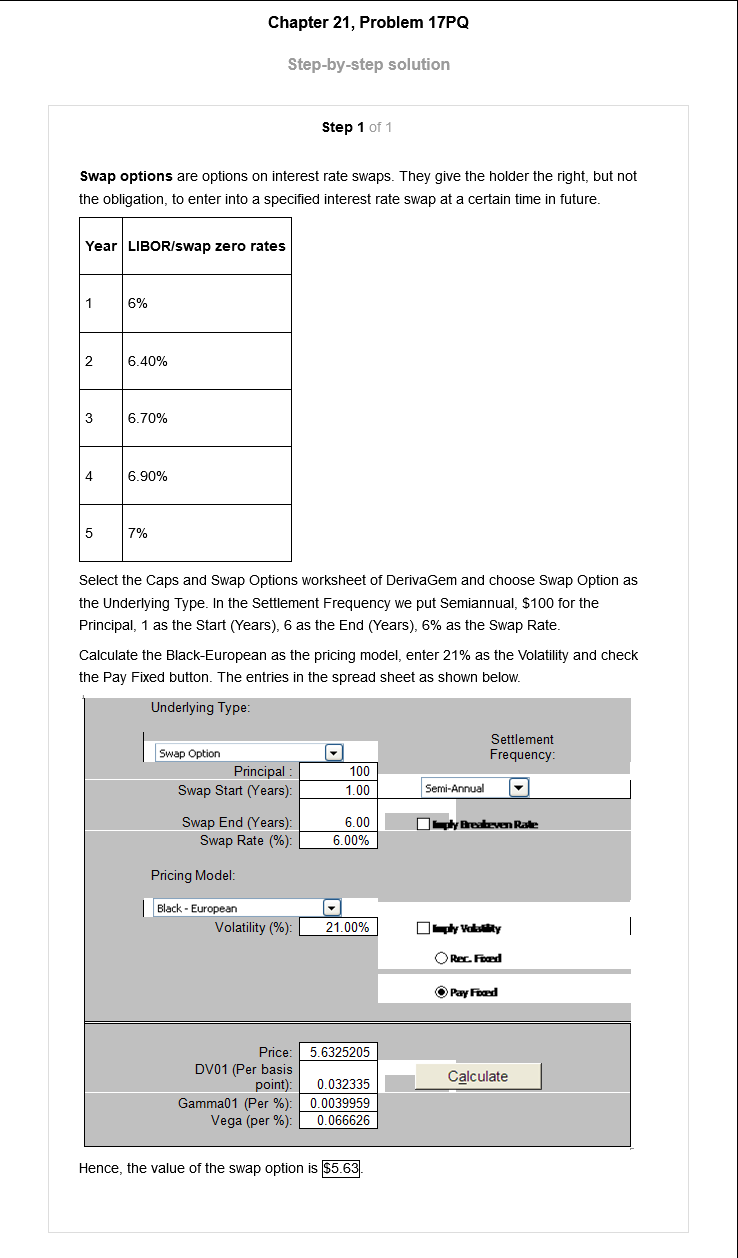 Chapter 21, Problem 17PQ
Step-by-step solution
Step 1 of 1
Swap options are options on interest rate swaps. They give the holder the right, but not
the obligation, to enter into a specified interest rate swap at a certain time in future.
Year LIBOR/swap zero rates
1 6%
2 6.40%
3 6.70%
4 6.90%
5 7%
Select the Caps and Swap Options worksheet of DerivaGem and choose Swap Option as
the Underlying Type. In the Settlement Frequency we put Semiannual, $100 for the
Principal, 1 as the Start (Years), 6 as the End (Years), 6% as the Swap Rate.
Calculate the Black-European as the pricing model, enter 21% as the Volatility and check
the Pay Fixed button. The entries in the spread sheet as shown below.
Underlying Type:
Settlement
Frequency:
Swap Option
Principal : 100
Swap Start (Years): 1.00 Semi-Annual
Swap End (Years): 6.00 Imply Breakeven Rate
Swap Rate (%): 6.00%
Pricing Model:
Black - European
Volatility (%): 21.00% Imply Volatility
Rec. Fixed
Pay Fixed
Price: 5.6325205
DV01 (Per basis
point): 0.032335 Calculate
Gamma01 (Per %): 0.0039959
Vega (per %): 0.066626
Hence, the value of the swap option is $5.63.